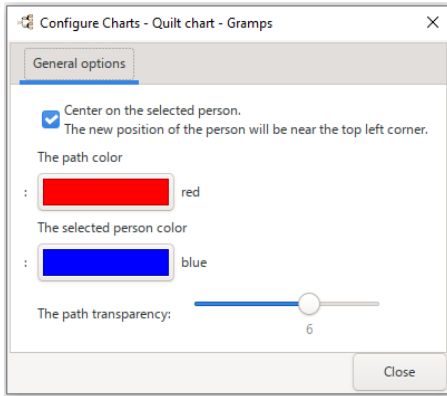 Configure Charts - Quilt chart - Gramps
General options
Center on the selected person.
The new position of the person will be near the top left corner.
The path color
: red
The selected person color
: blue
The path transparency:
6
Close